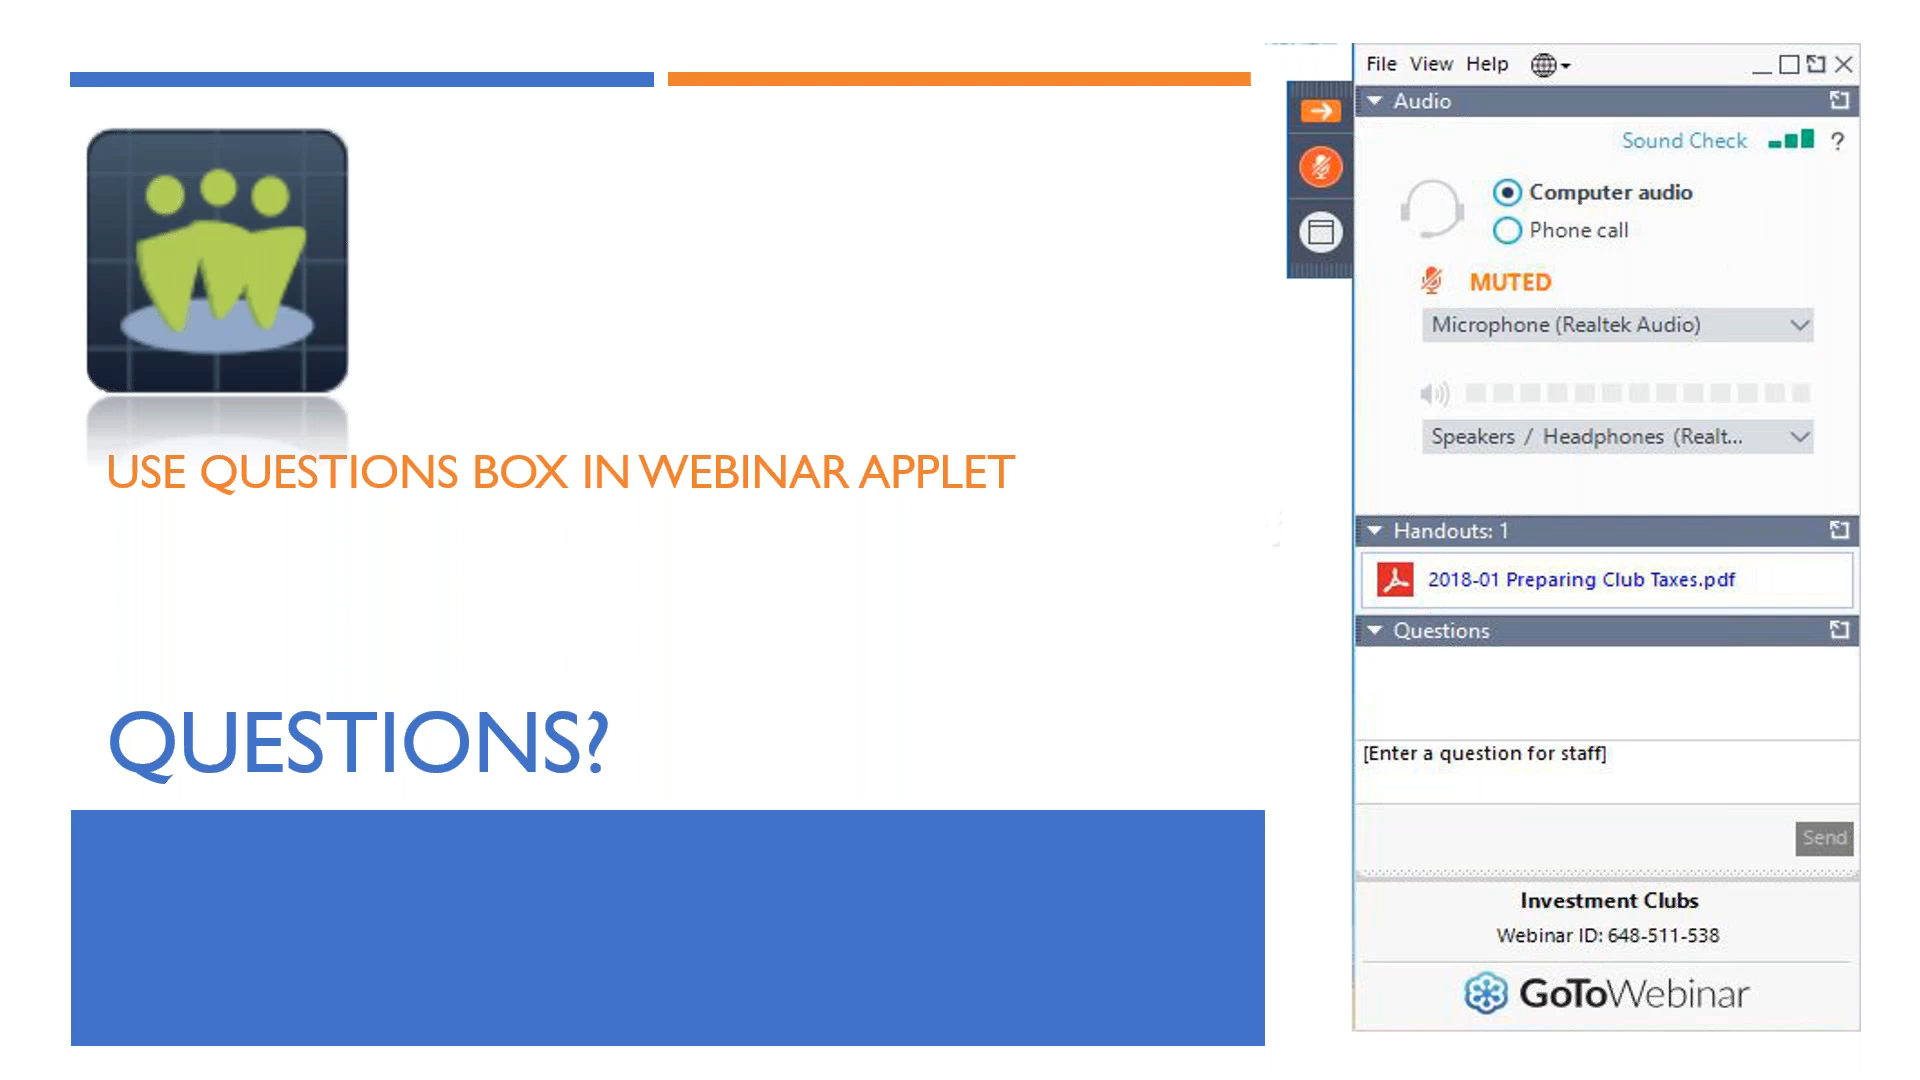 USE QUESTIONS BOX IN WEBINAR APPLET
QUESTIONS?
File View Help
Audio
Sound Check ?
Computer audio
Phone call
MUTED
Microphone (Realtek Audio)
Speakers / Headphones (Realt...
Handouts: 1
2018-01 Preparing Club Taxes.pdf
Questions
[Enter a question for staff]
Send
Investment Clubs
Webinar ID: 648-511-538
GoToWebinar